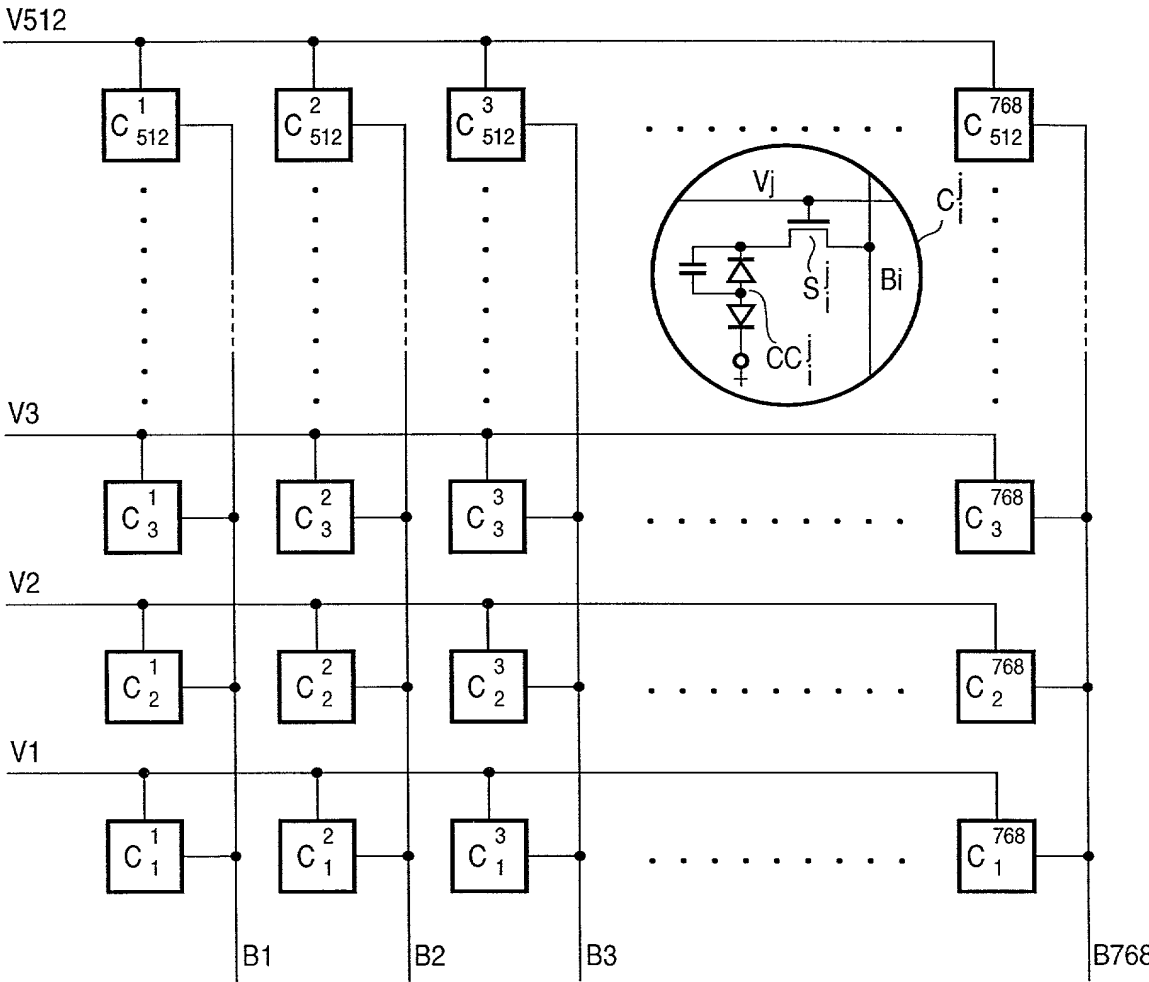 V512
C 1 512
C 2 512
C 3 512
. . . . . . . . .
C 768 512
Vj
C j i
S j i
Bi
CC j i
+
V3
C 1 3
C 2 3
C 3 3
. . . . . . . . .
C 768 3
V2
C 1 2
C 2 2
C 3 2
. . . . . . . . .
C 768 2
V1
C 1 1
C 2 1
C 3 1
. . . . . . . . .
C 768 1
B1
B2
B3
B768